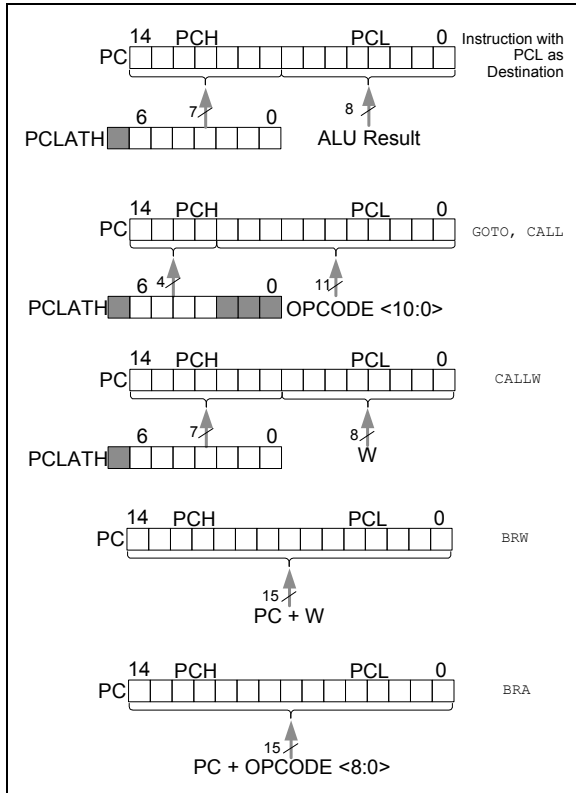 14 PCH PCL 0
PC
Instruction with
PCL as
Destination
7 8
6 0
PCLATH
ALU Result
14 PCH PCL 0
PC
GOTO, CALL
4 11
6 0
PCLATH
OPCODE <10:0>
14 PCH PCL 0
PC
CALLW
7 8
6 0
W
PCLATH
14 PCH PCL 0
PC
BRW
15
PC + W
14 PCH PCL 0
PC
BRA
15
PC + OPCODE <8:0>